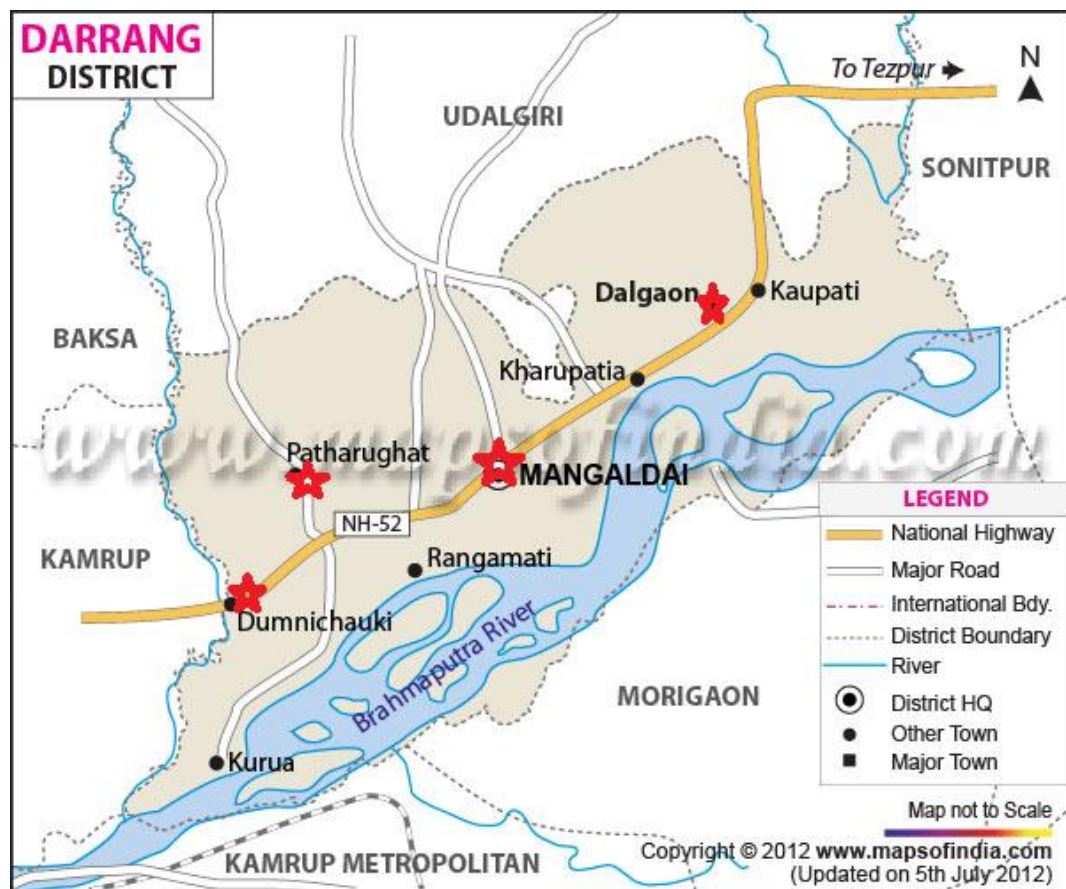 DARRANG
DISTRICT
To Tezpur
N
UDALGIRI
SONITPUR
Dalgaon
Kaupati
BAKSA
Kharupatia
www.mapsofindia.com
Patharughat
MANGALDAI
NH-52
KAMRUP
Rangamati
Dumnichauki
Brahmaputra River
MORIGAON
Kurua
KAMRUP METROPOLITAN
LEGEND
National Highway
Major Road
International Bdy.
District Boundary
River
District HQ
Other Town
Major Town
Map not to Scale
Copyright © 2012 www.mapsofindia.com
(Updated on 5th July 2012)